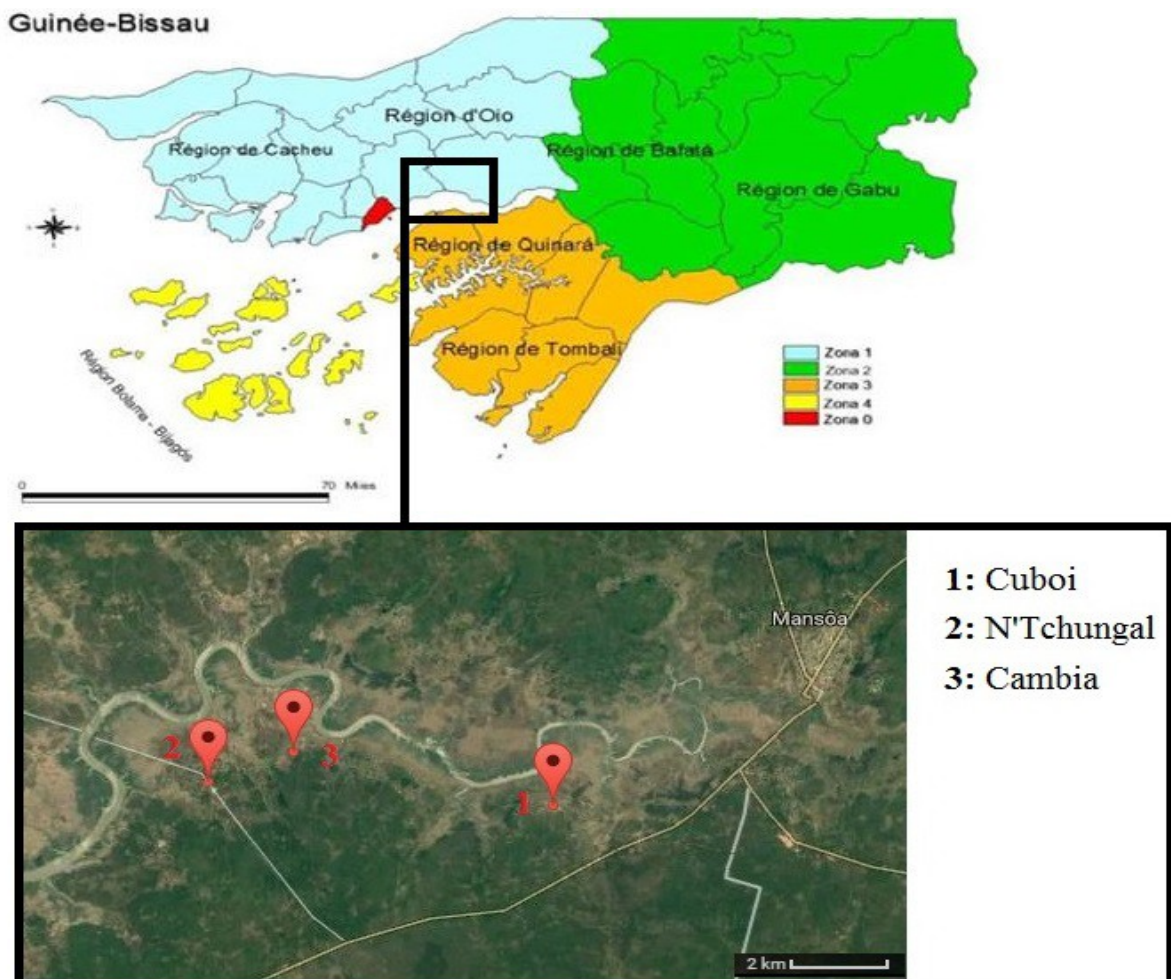 Guinée-Bissau
Région d'Oio
Région de Cacheu
Région de Bafatá
Région de Gabu
Région de Quinará
Région de Tombali
Région Bolama - Bijagós
Zona 1
Zona 2
Zona 3
Zona 4
Zona 0
0 70 Miles
1: Cuboi
2: N'Tchungal
3: Cambia
Mansôa
2
3
1
2 km